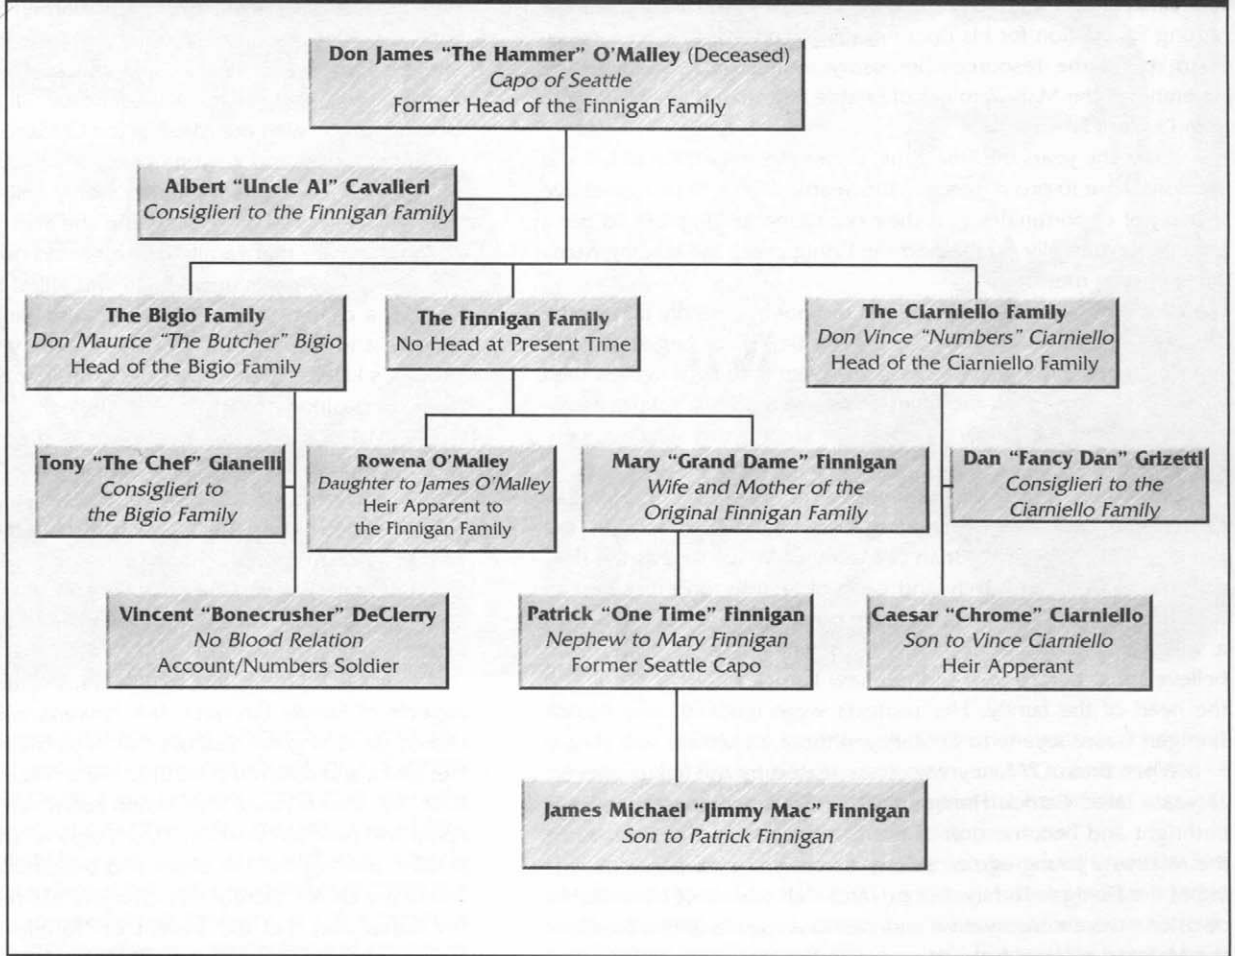 Don James “The Hammer” O'Malley (Deceased)
Capo of Seattle
Former Head of the Finnigan Family
Albert “Uncle Al” Cavalieri
Consiglieri to the Finnigan Family
The Bigio Family
Don Maurice “The Butcher” Bigio
Head of the Bigio Family
The Finnigan Family
No Head at Present Time
The Ciarniello Family
Don Vince “Numbers” Ciarniello
Head of the Ciarniello Family
Tony “The Chef” Gianelli
Consiglieri to
the Bigio Family
Rowena O'Malley
Daughter to James O'Malley
Heir Apparent to
the Finnigan Family
Mary “Grand Dame” Finnigan
Wife and Mother of the
Original Finnigan Family
Dan “Fancy Dan” Grizetti
Consiglieri to the
Ciarniello Family
Vincent “Bonecrusher” DeClerry
No Blood Relation
Account/Numbers Soldier
Patrick “One Time” Finnigan
Nephew to Mary Finnigan
Former Seattle Capo
Caesar “Chrome” Ciarniello
Son to Vince Ciarniello
Heir Apperant
James Michael “Jimmy Mac” Finnigan
Son to Patrick Finnigan